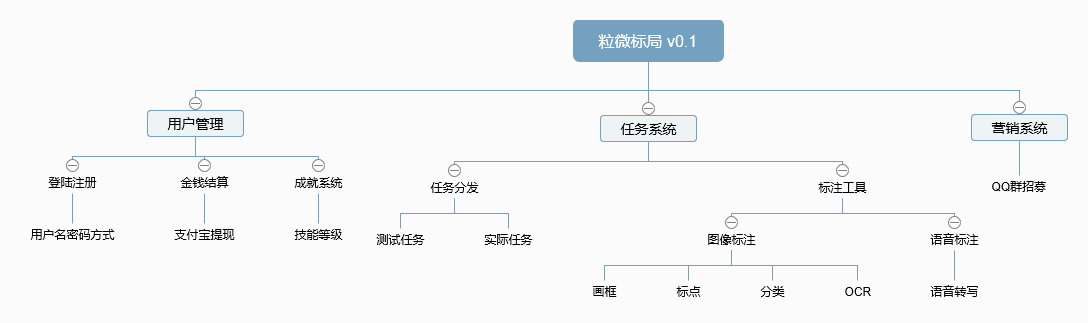 粒微标局 v0.1
用户管理
任务系统
营销系统
登陆注册
金钱结算
成就系统
任务分发
标注工具
QQ群招募
用户名密码方式
支付宝提现
技能等级
测试任务
实际任务
图像标注
语音标注
画框
标点
分类
OCR
语音转写